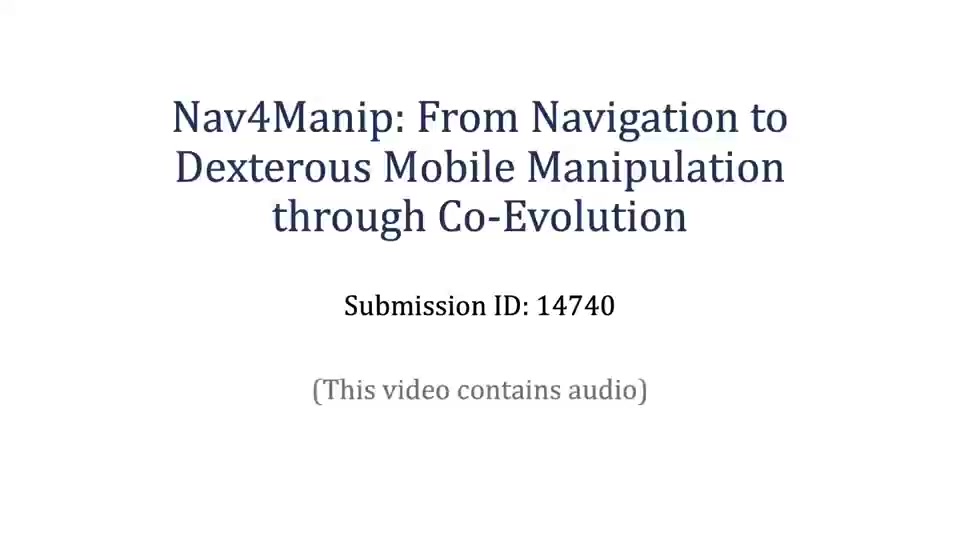 Nav4Manip: From Navigation to
Dexterous Mobile Manipulation
through Co-Evolution
Submission ID: 14740
(This video contains audio)